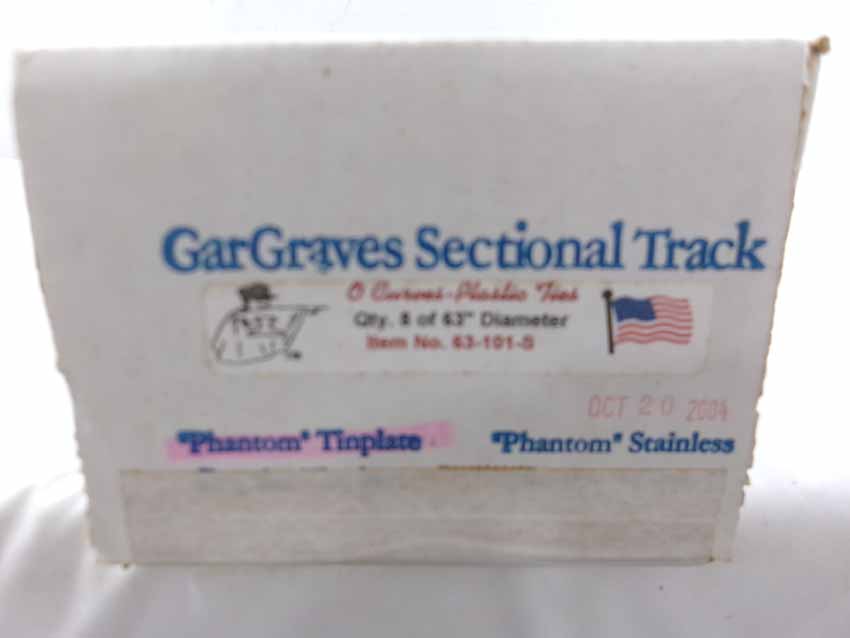 GarGraves Sectional Track
O Curves-Plastic Ties
Qty. 8 of 63" Diameter
Item No. 63-101-S
OCT 20 2004
"Phantom" Tinplate
"Phantom" Stainless